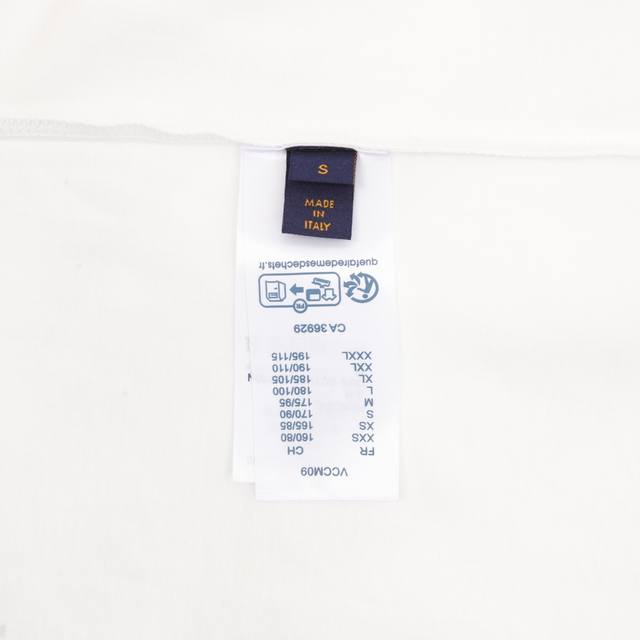 S
MADE
IN
ITALY
VCCM09
FR CH
XXS 160/80
XS 165/85
S 170/90
M 175/95
L 180/100
XL 185/105
XXL 190/110
XXXL 195/115
CA 36929
FR
quefairedemesdechets.fr